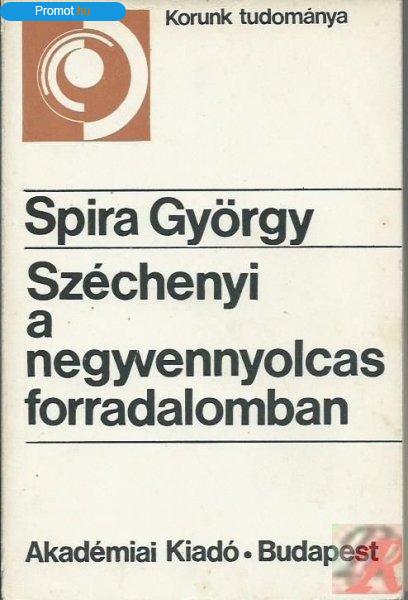 Promot.hu
Korunk tudománya
Spira György
Széchenyi
a
negyvennyolcas
forradalomban
Akadémiai Kiadó • Budapest